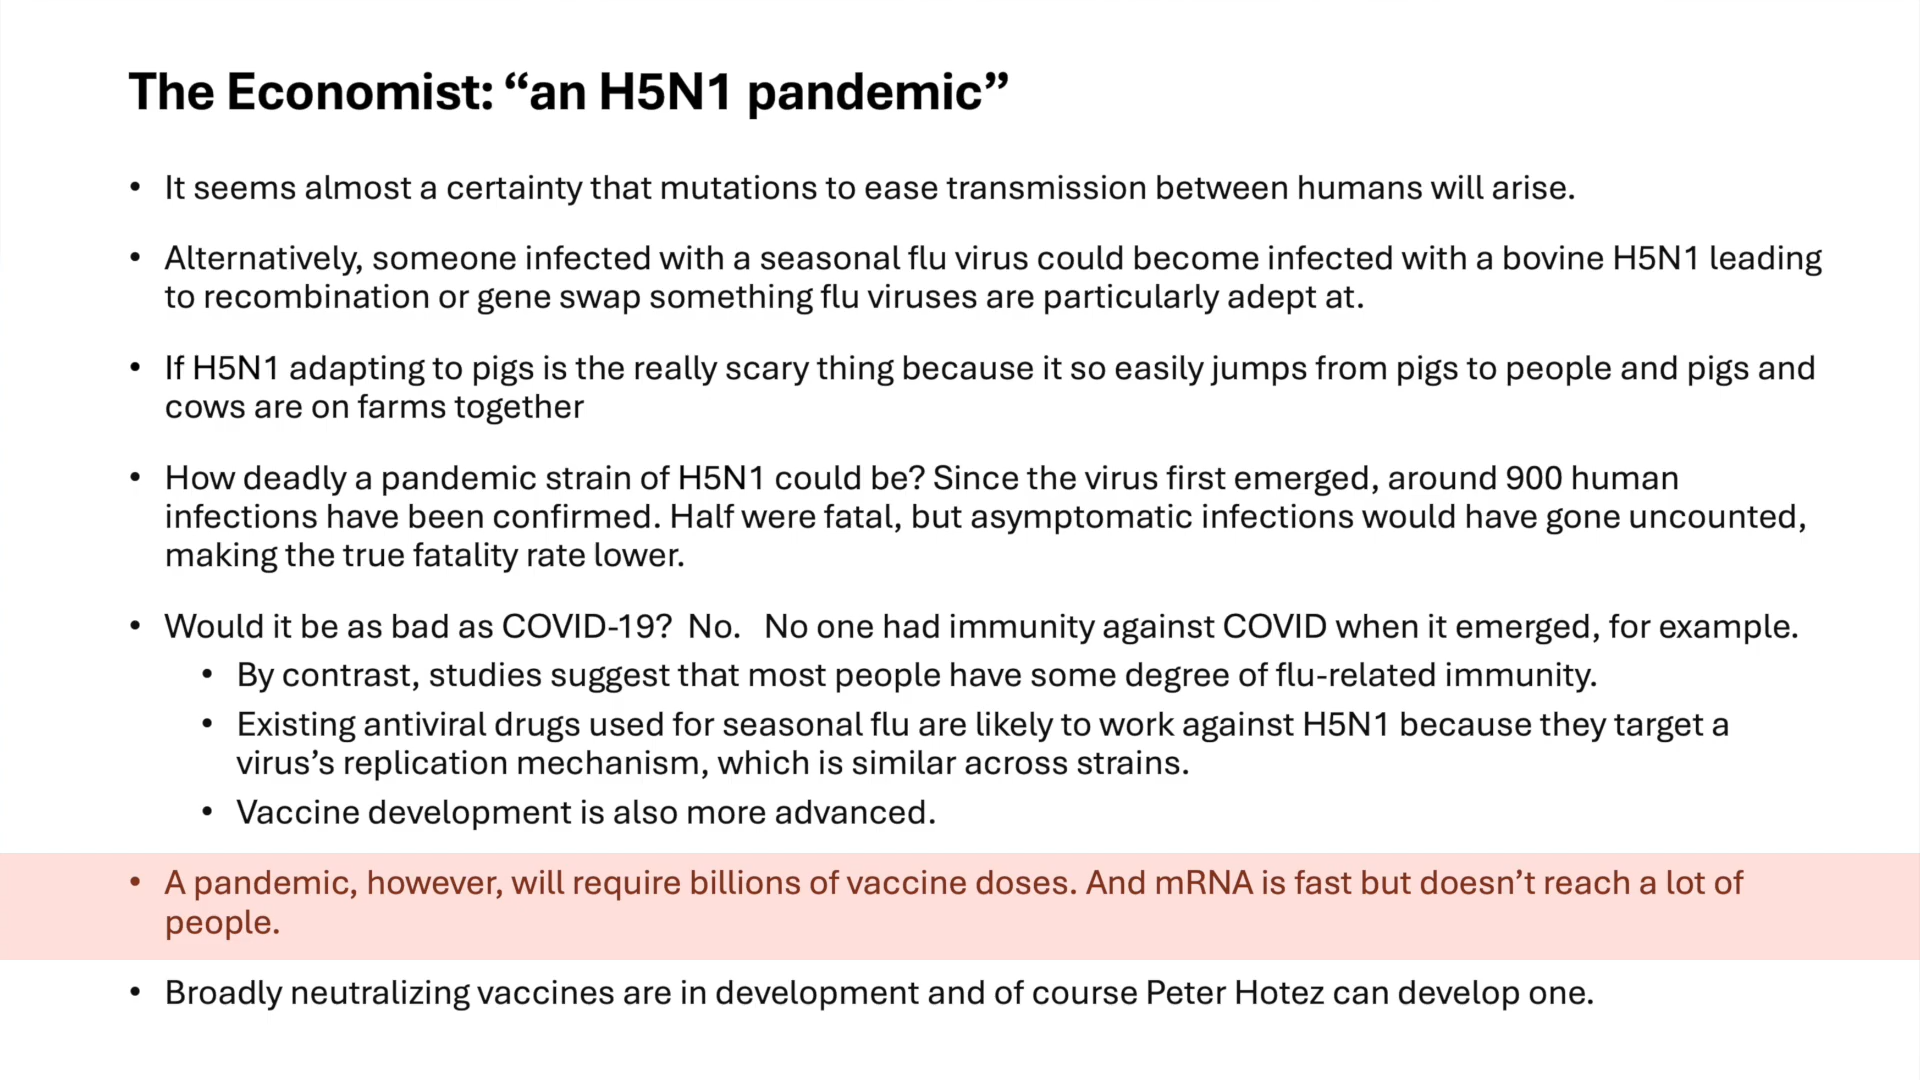 The Economist: “an H5N1 pandemic”
• It seems almost a certainty that mutations to ease transmission between humans will arise.
• Alternatively, someone infected with a seasonal flu virus could become infected with a bovine H5N1 leading
to recombination or gene swap something flu viruses are particularly adept at.
• If H5N1 adapting to pigs is the really scary thing because it so easily jumps from pigs to people and pigs and
cows are on farms together
• How deadly a pandemic strain of H5N1 could be? Since the virus first emerged, around 900 human
infections have been confirmed. Half were fatal, but asymptomatic infections would have gone uncounted,
making the true fatality rate lower.
• Would it be as bad as COVID-19?  No.   No one had immunity against COVID when it emerged, for example.
• By contrast, studies suggest that most people have some degree of flu-related immunity.
• Existing antiviral drugs used for seasonal flu are likely to work against H5N1 because they target a
virus’s replication mechanism, which is similar across strains.
• Vaccine development is also more advanced.
• A pandemic, however, will require billions of vaccine doses. And mRNA is fast but doesn’t reach a lot of
people.
• Broadly neutralizing vaccines are in development and of course Peter Hotez can develop one.